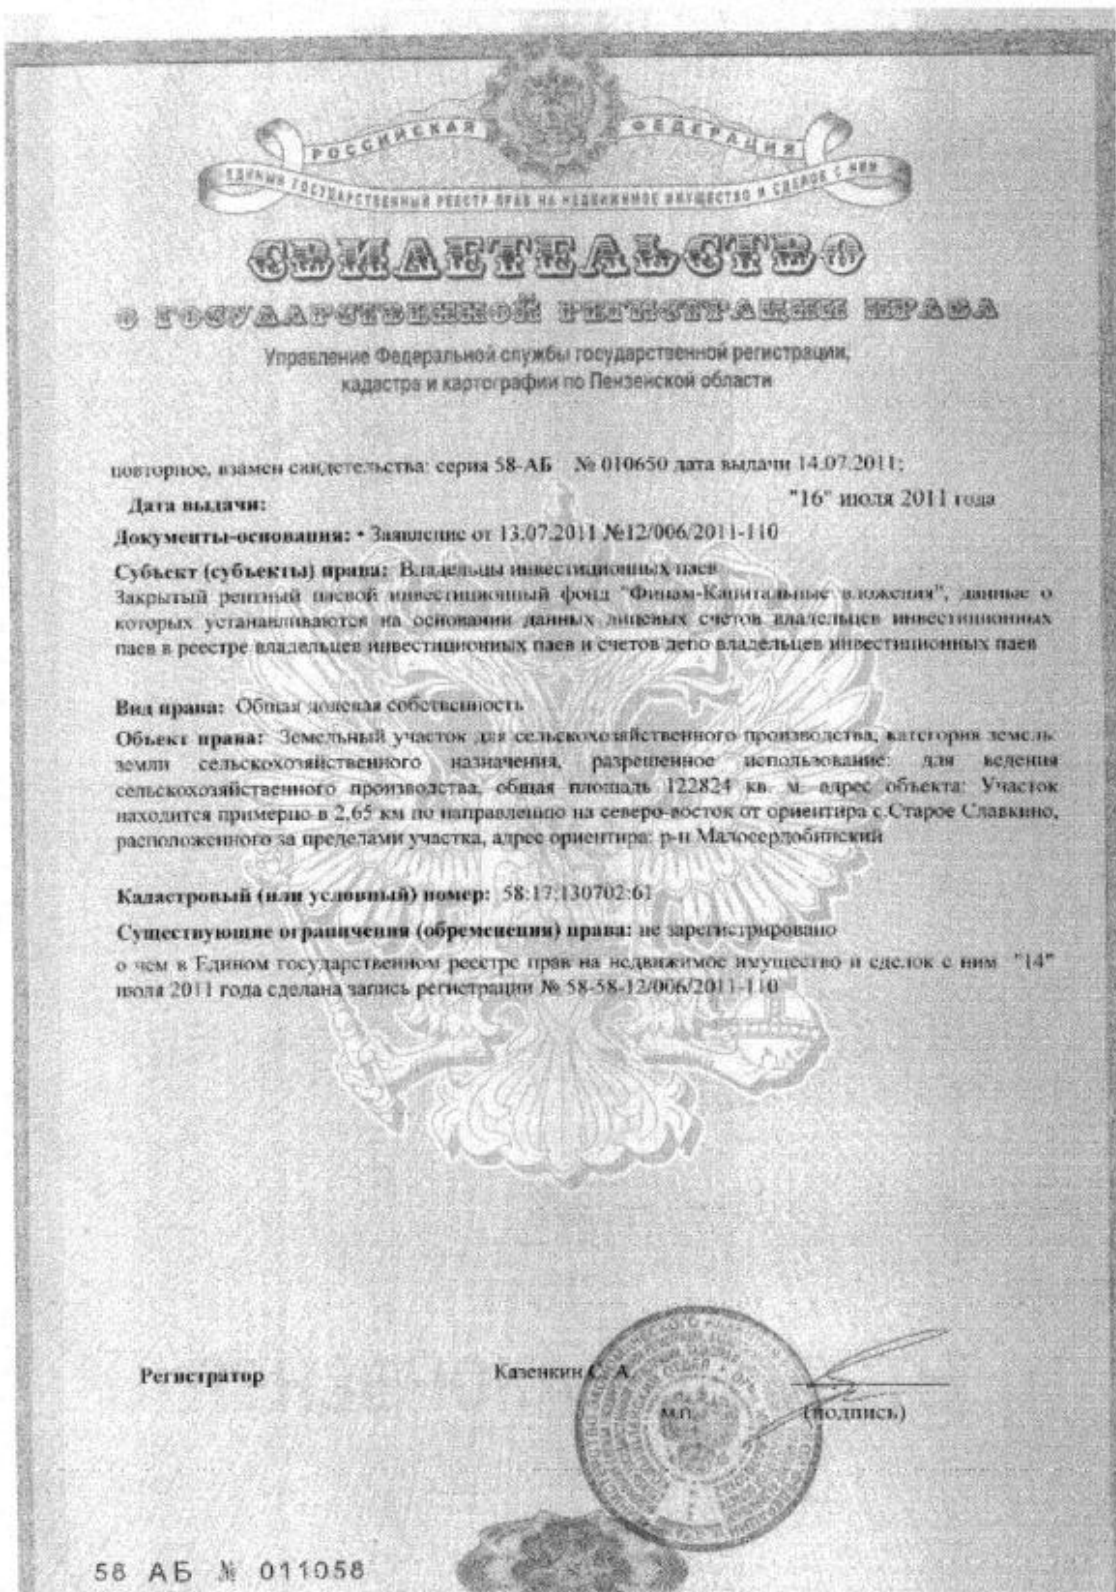 РОССИЙСКАЯ ФЕДЕРАЦИЯ
ЕДИНЫЙ ГОСУДАРСТВЕННЫЙ РЕЕСТР ПРАВ НА НЕДВИЖИМОЕ ИМУЩЕСТВО И СДЕЛОК С НИМ
СВИДЕТЕЛЬСТВО
О ГОСУДАРСТВЕННОЙ РЕГИСТРАЦИИ ПРАВА
Управление Федеральной службы государственной регистрации,
кадастра и картографии по Пензенской области
повторное, взамен свидетельства: серия 58-АБ № 010650 дата выдачи 14.07.2011;
Дата выдачи: "16" июля 2011 года
Документы-основания: • Заявление от 13.07.2011 №12/006/2011-110
Субъект (субъекты) права: Владельцы инвестиционных паев
Закрытый рентный паевой инвестиционный фонд "Финам-Капитальные вложения", данные о
которых устанавливаются на основании данных лицевых счетов владельцев инвестиционных
паев в реестре владельцев инвестиционных паев и счетов депо владельцев инвестиционных паев
Вид права: Общая долевая собственность
Объект права: Земельный участок для сельскохозяйственного производства, категория земель:
земли сельскохозяйственного назначения, разрешенное использование: для ведения
сельскохозяйственного производства, общая площадь 122824 кв. м, адрес объекта: Участок
находится примерно в 2,65 км по направлению на северо-восток от ориентира с.Старое Славкино,
расположенного за пределами участка, адрес ориентира: р-н Малосердобинский
Кадастровый (или условный) номер: 58:17:130702:61
Существующие ограничения (обременения) права: не зарегистрировано
о чем в Едином государственном реестре прав на недвижимое имущество и сделок с ним "14"
июля 2011 года сделана запись регистрации № 58-58-12/006/2011-110
Регистратор Казенкин С. А.
м.п. (подпись)
58 АБ № 011058